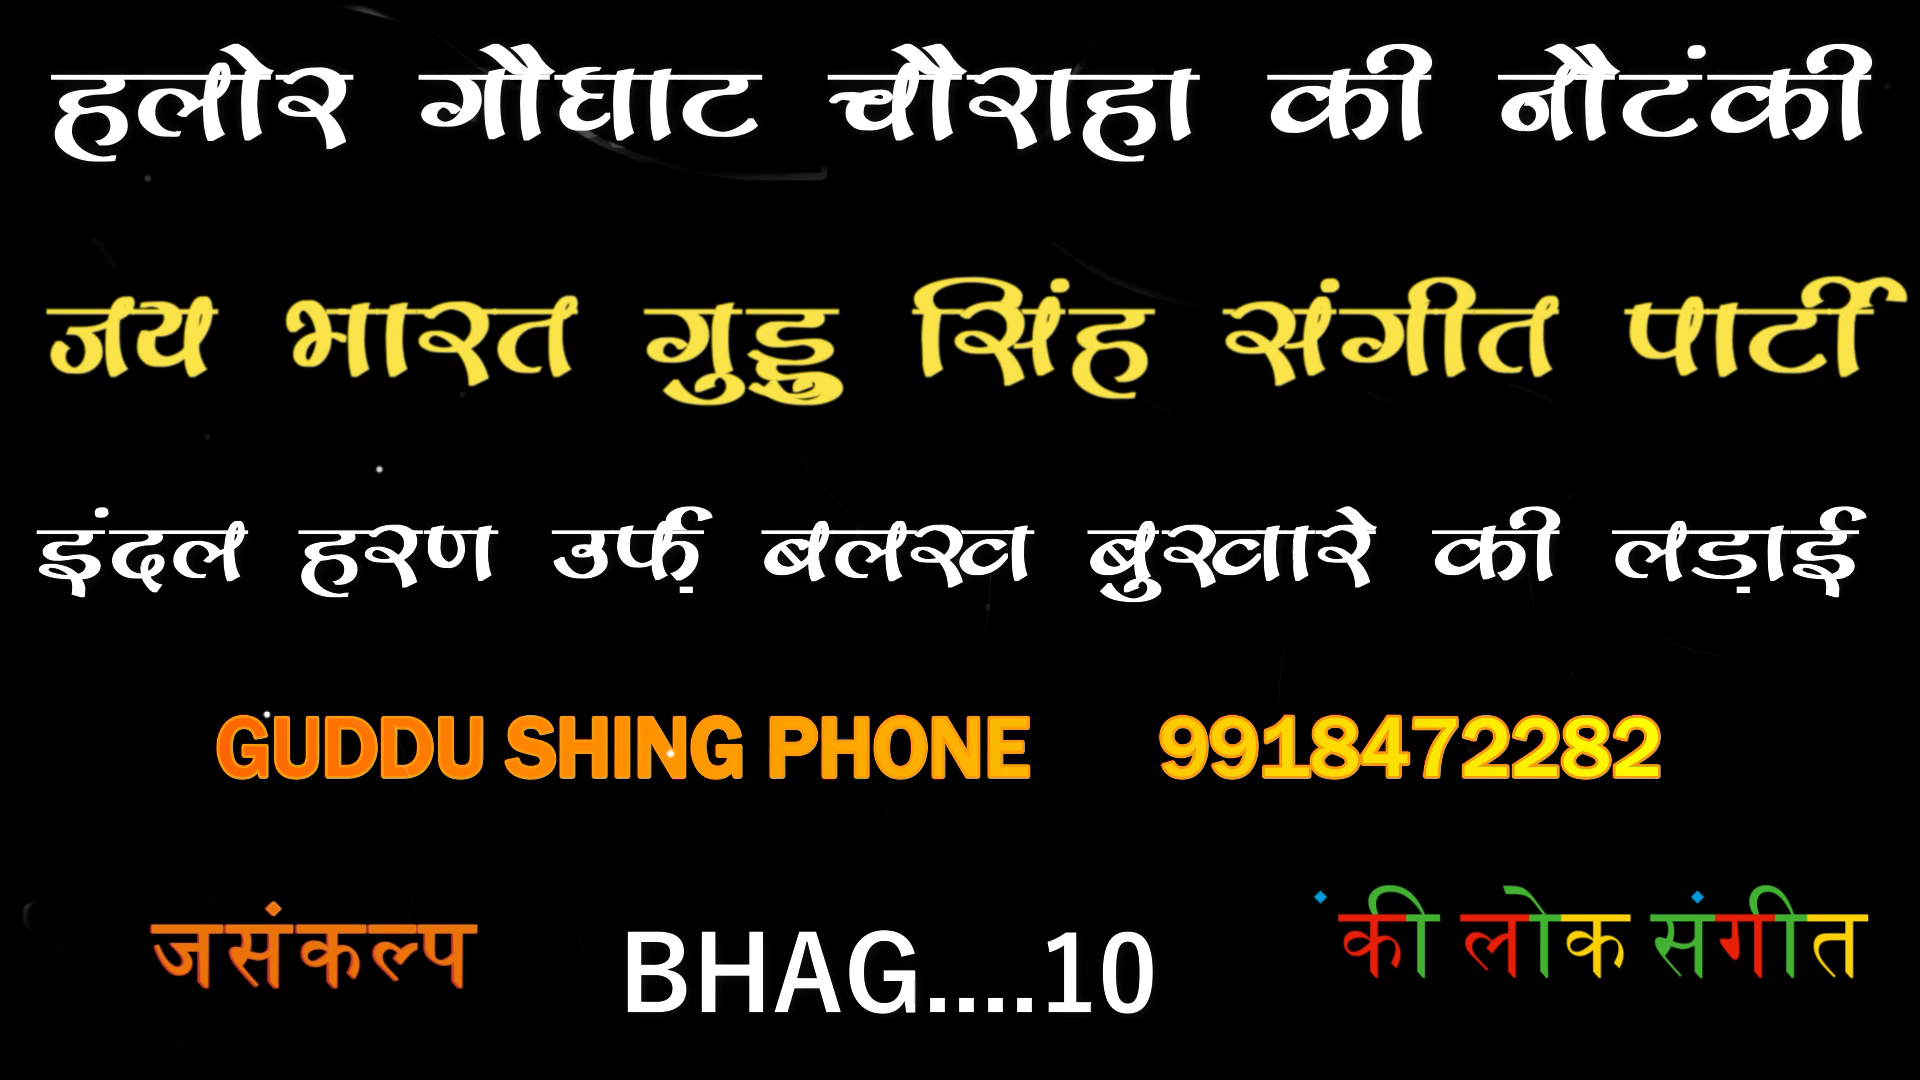 हलोर गौघाट चौराहा की नौटंकी
जय भारत गुड्डु सिंह संगीत पार्टी
इंदल हरण उर्फ़ बलख बुखारे की लड़ाई
GUDDU SHING PHONE 9918472282
जसंकल्प BHAG....10 ंकी लोक संगीत